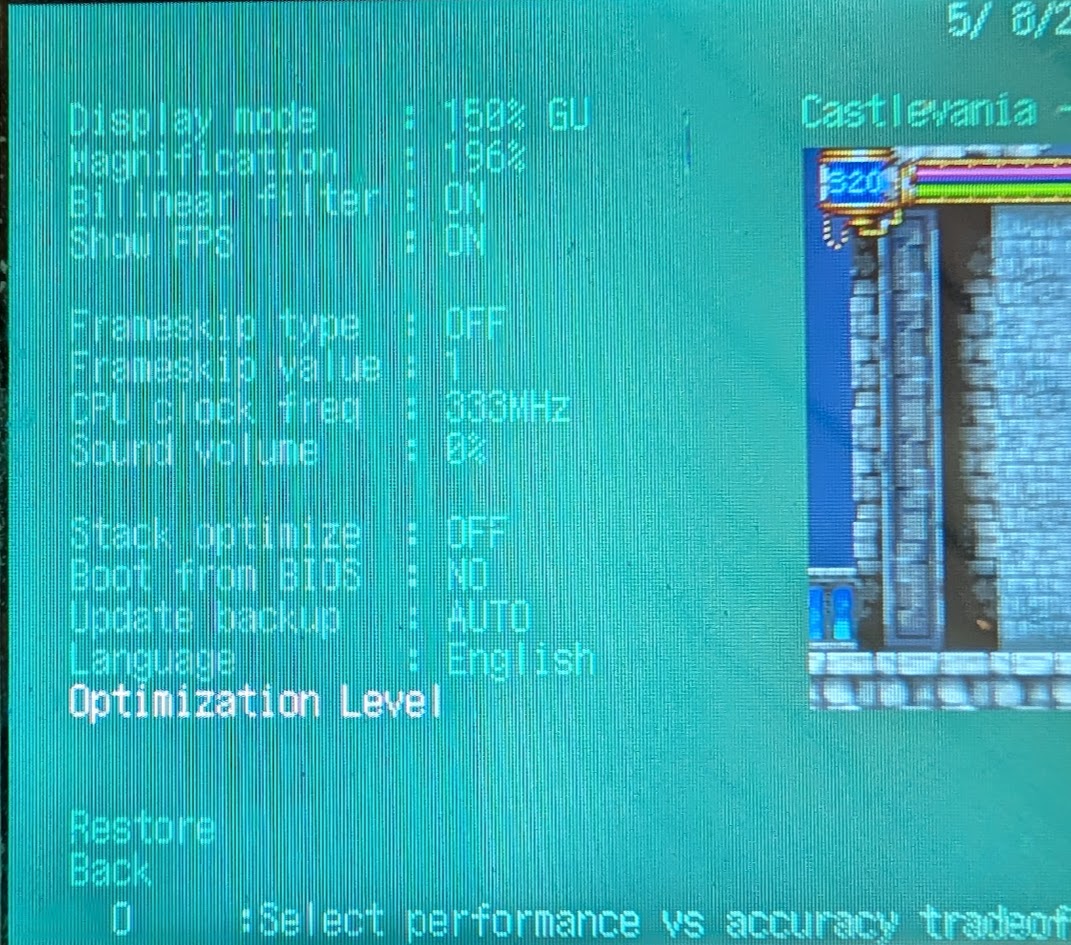 5/ 8/2
Display mode : 150% GU
Magnification : 196%
Bilinear filter : ON
Show FPS : ON
Castlevania -
320
Frameskip type : OFF
Frameskip value : 1
CPU clock freq : 333MHz
Sound volume : 0%
Stack optimize : OFF
Boot from BIOS : NO
Update backup : AUTO
Language : English
Optimization Level
Restore
Back
O :Select performance vs accuracy tradeof